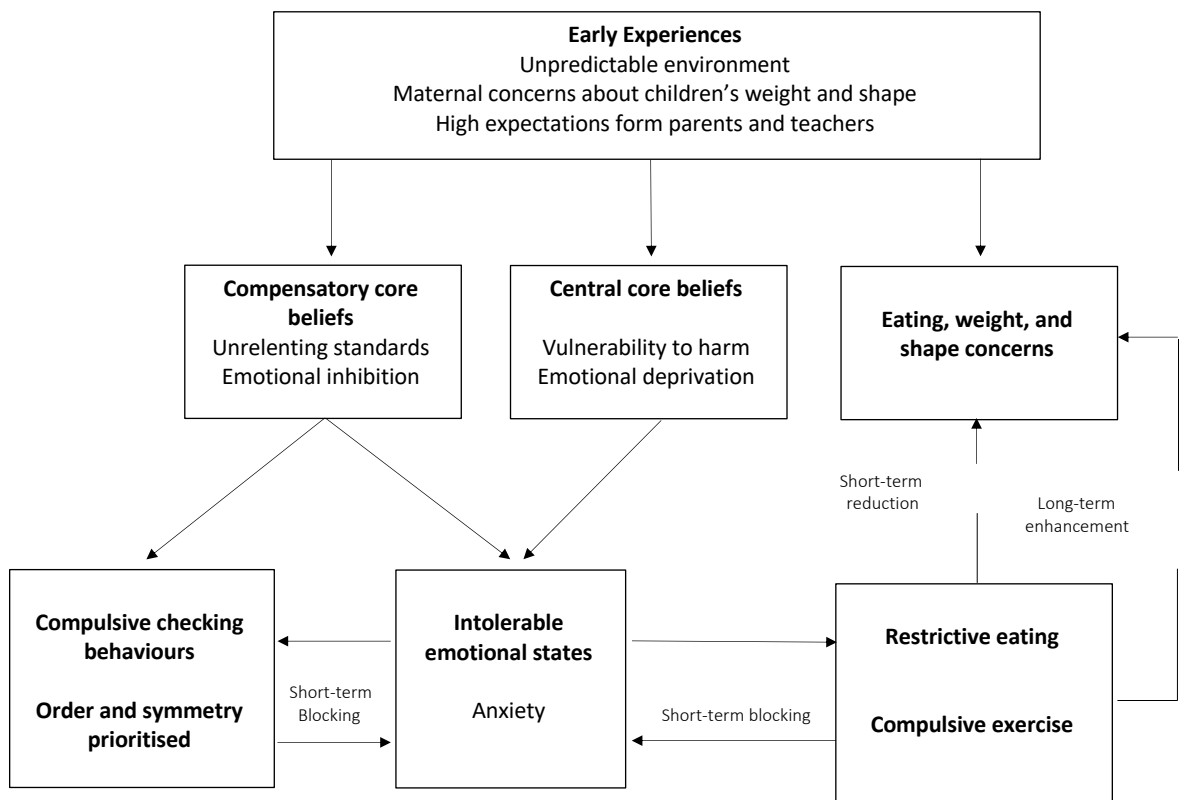 Early Experiences
Unpredictable environment
Maternal concerns about children’s weight and shape
High expectations form parents and teachers
Compensatory core
beliefs
Unrelenting standards
Emotional inhibition
Central core beliefs
Vulnerability to harm
Emotional deprivation
Eating, weight, and
shape concerns
Short-term
reduction
Long-term
enhancement
Compulsive checking
behaviours
Order and symmetry
prioritised
Short-term
Blocking
Intolerable
emotional states
Anxiety
Short-term blocking
Restrictive eating
Compulsive exercise